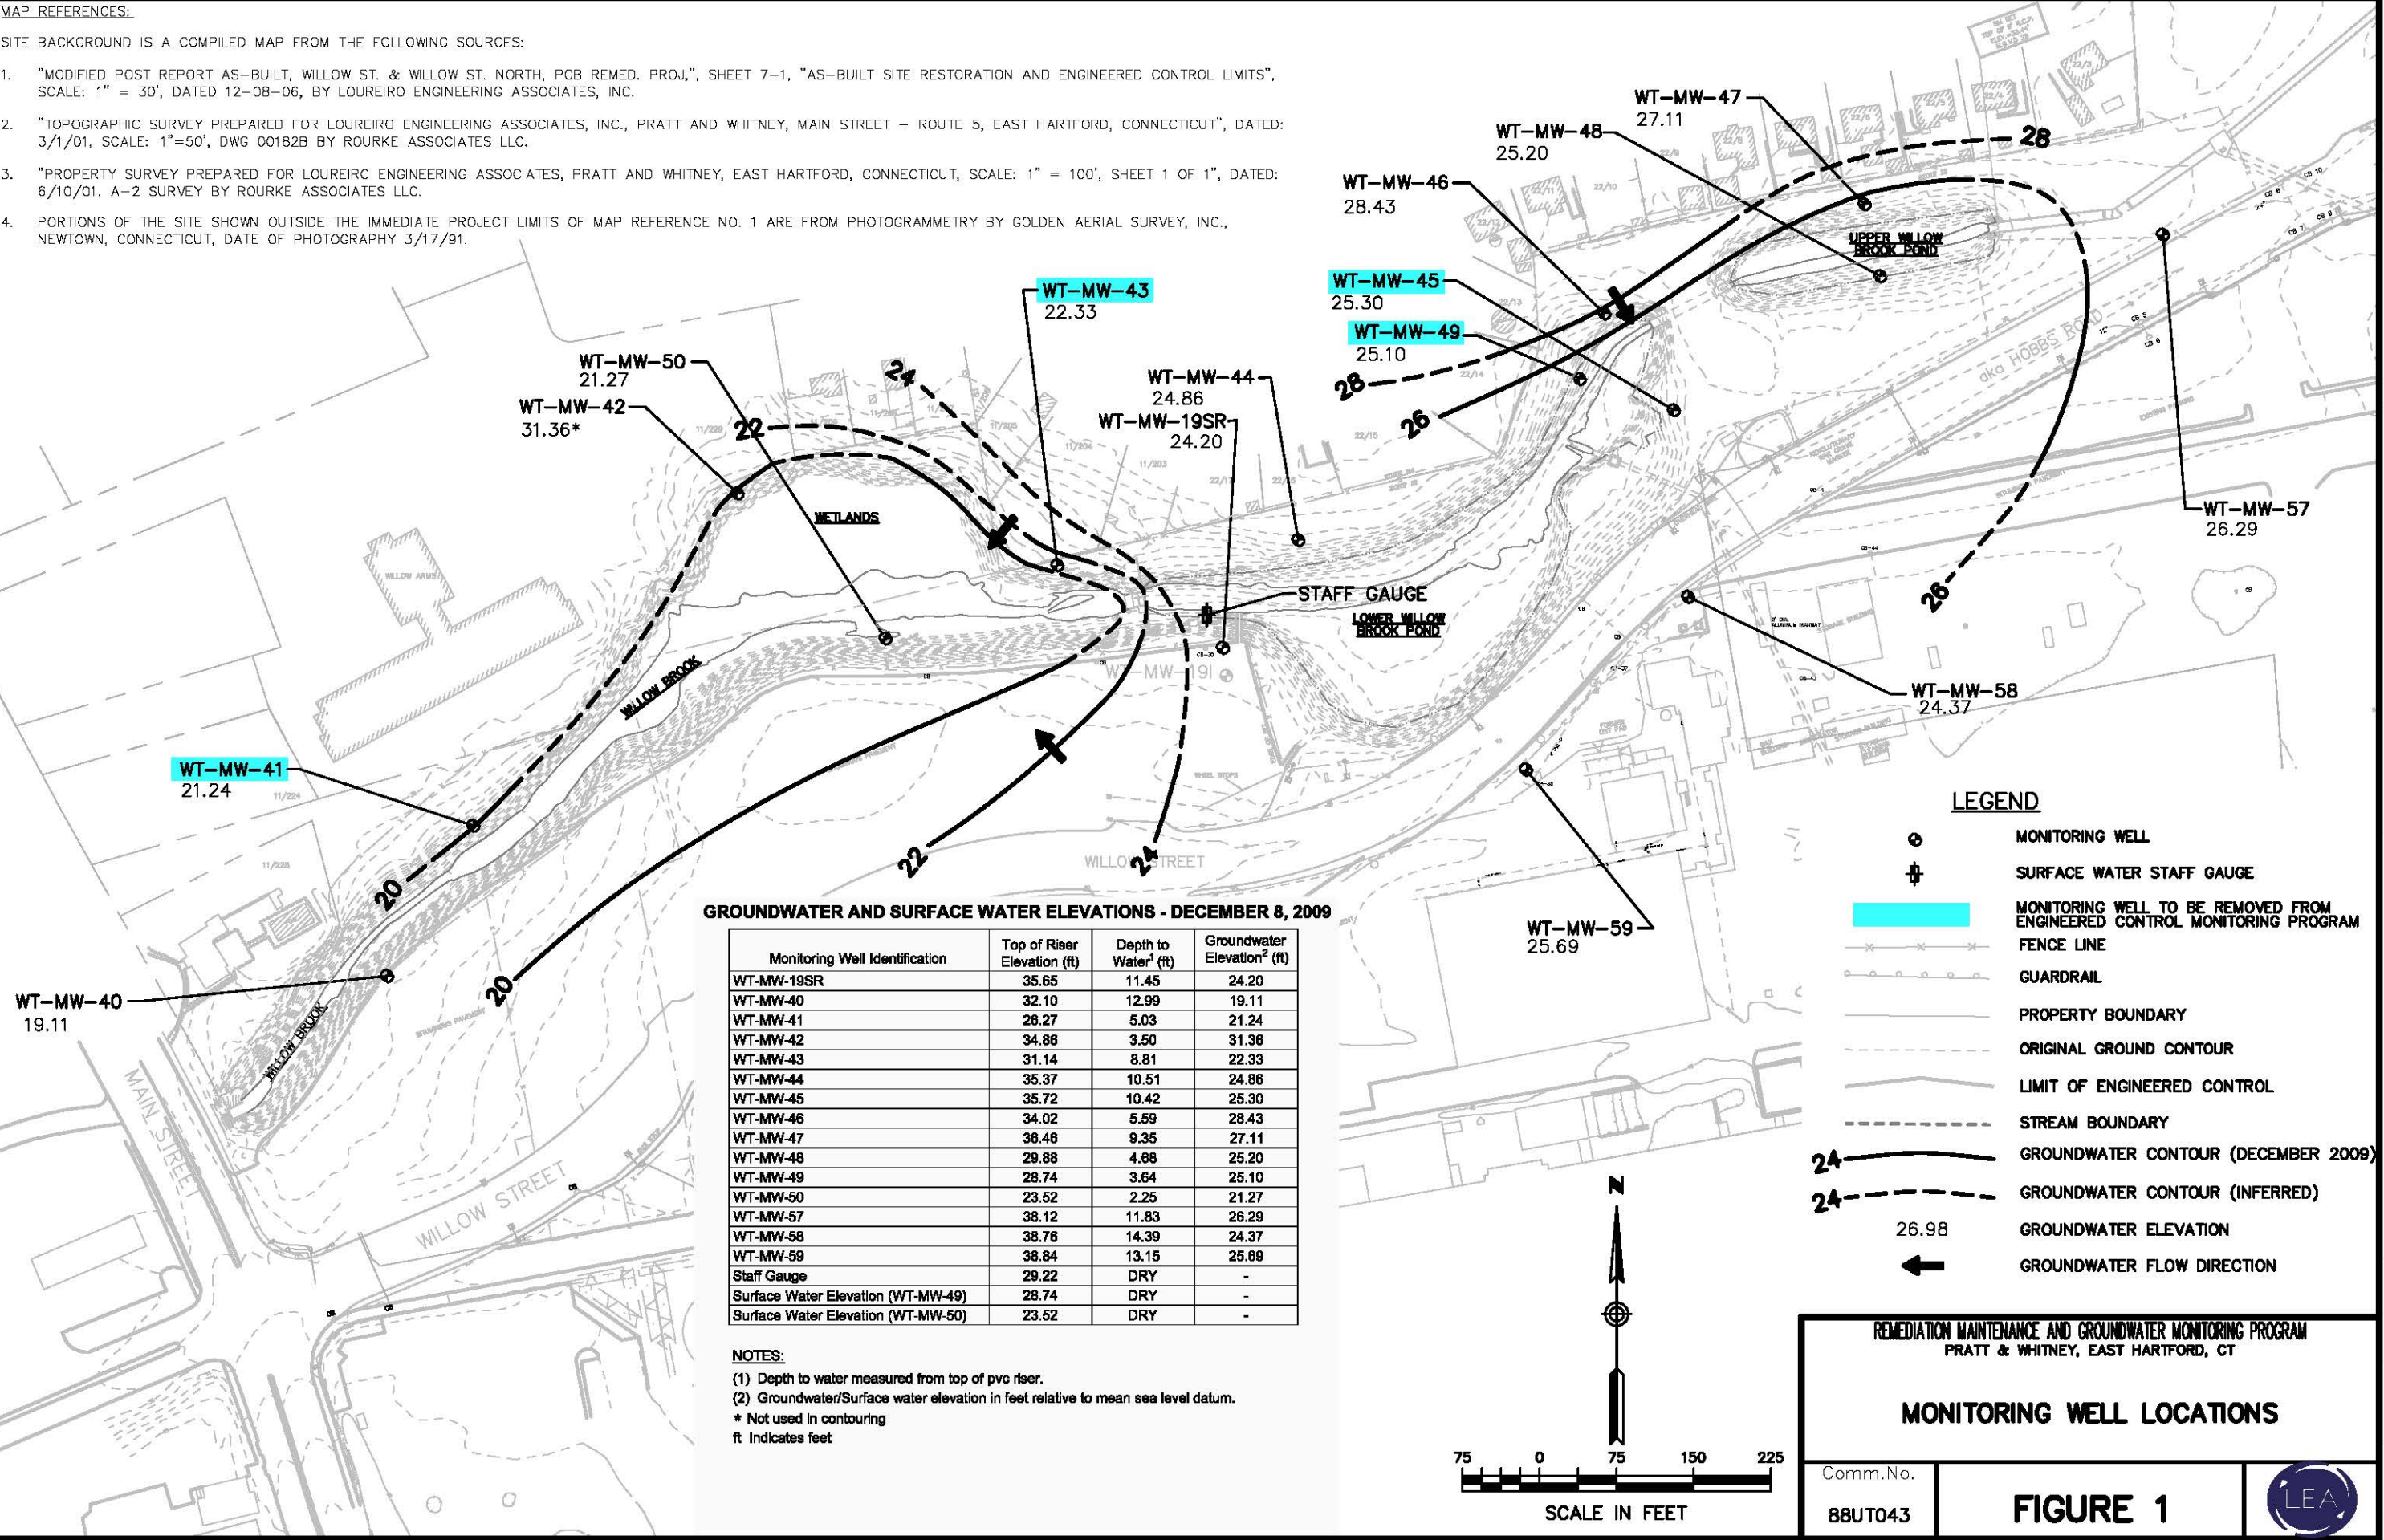 MAP REFERENCES:
SITE BACKGROUND IS A COMPILED MAP FROM THE FOLLOWING SOURCES:
1. "MODIFIED POST REPORT AS-BUILT, WILLOW ST. & WILLOW ST. NORTH, PCB REMED. PROJ,", SHEET 7-1, "AS-BUILT SITE RESTORATION AND ENGINEERED CONTROL LIMITS",
SCALE: 1" = 30', DATED 12-08-06, BY LOUREIRO ENGINEERING ASSOCIATES, INC.
2. "TOPOGRAPHIC SURVEY PREPARED FOR LOUREIRO ENGINEERING ASSOCIATES, INC., PRATT AND WHITNEY, MAIN STREET - ROUTE 5, EAST HARTFORD, CONNECTICUT", DATED:
3/1/01, SCALE: 1"=50', DWG 00182B BY ROURKE ASSOCIATES LLC.
3. "PROPERTY SURVEY PREPARED FOR LOUREIRO ENGINEERING ASSOCIATES, PRATT AND WHITNEY, EAST HARTFORD, CONNECTICUT, SCALE: 1" = 100', SHEET 1 OF 1", DATED:
6/10/01, A-2 SURVEY BY ROURKE ASSOCIATES LLC.
4. PORTIONS OF THE SITE SHOWN OUTSIDE THE IMMEDIATE PROJECT LIMITS OF MAP REFERENCE NO. 1 ARE FROM PHOTOGRAMMETRY BY GOLDEN AERIAL SURVEY, INC.,
NEWTOWN, CONNECTICUT, DATE OF PHOTOGRAPHY 3/17/91.
WT-MW-47
27.11
WT-MW-48
25.20
WT-MW-46
28.43
WT-MW-45
25.30
WT-MW-49
25.10
WT-MW-43
22.33
WT-MW-50
21.27
WT-MW-42
31.36*
WT-MW-44
24.86
WT-MW-19SR
24.20
28
28
26
26
24
22
UPPER WILLOW
BROOK POND
aka HOBBS ROAD
WT-MW-57
26.29
WETLANDS
WILLOW ARMS
STAFF GAUGE
LOWER WILLOW
BROOK POND
WT-MW-19I
WILLOW BROOK
WT-MW-58
24.37
WT-MW-41
21.24
11/224
11/225
20
22
24
WILLOW STREET
WT-MW-59
25.69
20
WT-MW-40
19.11
WILLOW BROOK
MAIN STREET
WILLOW STREET
GROUNDWATER AND SURFACE WATER ELEVATIONS - DECEMBER 8, 2009
Monitoring Well Identification Top of Riser Elevation (ft) Depth to Water1 (ft) Groundwater Elevation2 (ft)
WT-MW-19SR 35.65 11.45 24.20
WT-MW-40 32.10 12.99 19.11
WT-MW-41 26.27 5.03 21.24
WT-MW-42 34.86 3.50 31.36
WT-MW-43 31.14 8.81 22.33
WT-MW-44 35.37 10.51 24.86
WT-MW-45 35.72 10.42 25.30
WT-MW-46 34.02 5.59 28.43
WT-MW-47 36.46 9.35 27.11
WT-MW-48 29.88 4.68 25.20
WT-MW-49 28.74 3.64 25.10
WT-MW-50 23.52 2.25 21.27
WT-MW-57 38.12 11.83 26.29
WT-MW-58 38.76 14.39 24.37
WT-MW-59 38.84 13.15 25.69
Staff Gauge 29.22 DRY -
Surface Water Elevation (WT-MW-49) 28.74 DRY -
Surface Water Elevation (WT-MW-50) 23.52 DRY -
NOTES:
(1) Depth to water measured from top of pvc riser.
(2) Groundwater/Surface water elevation in feet relative to mean sea level datum.
* Not used in contouring
ft Indicates feet
LEGEND
MONITORING WELL
SURFACE WATER STAFF GAUGE
MONITORING WELL TO BE REMOVED FROM
ENGINEERED CONTROL MONITORING PROGRAM
FENCE LINE
GUARDRAIL
PROPERTY BOUNDARY
ORIGINAL GROUND CONTOUR
LIMIT OF ENGINEERED CONTROL
STREAM BOUNDARY
24 GROUNDWATER CONTOUR (DECEMBER 2009)
24 GROUNDWATER CONTOUR (INFERRED)
26.98 GROUNDWATER ELEVATION
GROUNDWATER FLOW DIRECTION
N
75 0 75 150 225
SCALE IN FEET
REMEDIATION MAINTENANCE AND GROUNDWATER MONITORING PROGRAM
PRATT & WHITNEY, EAST HARTFORD, CT
MONITORING WELL LOCATIONS
Comm.No.
88UT043
FIGURE 1
LEA